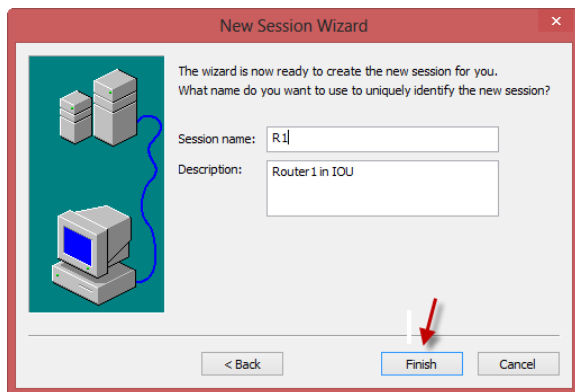 New Session Wizard
The wizard is now ready to create the new session for you.
What name do you want to use to uniquely identify the new session?
Session name: R1
Description: Router1 in IOU
< Back Finish Cancel